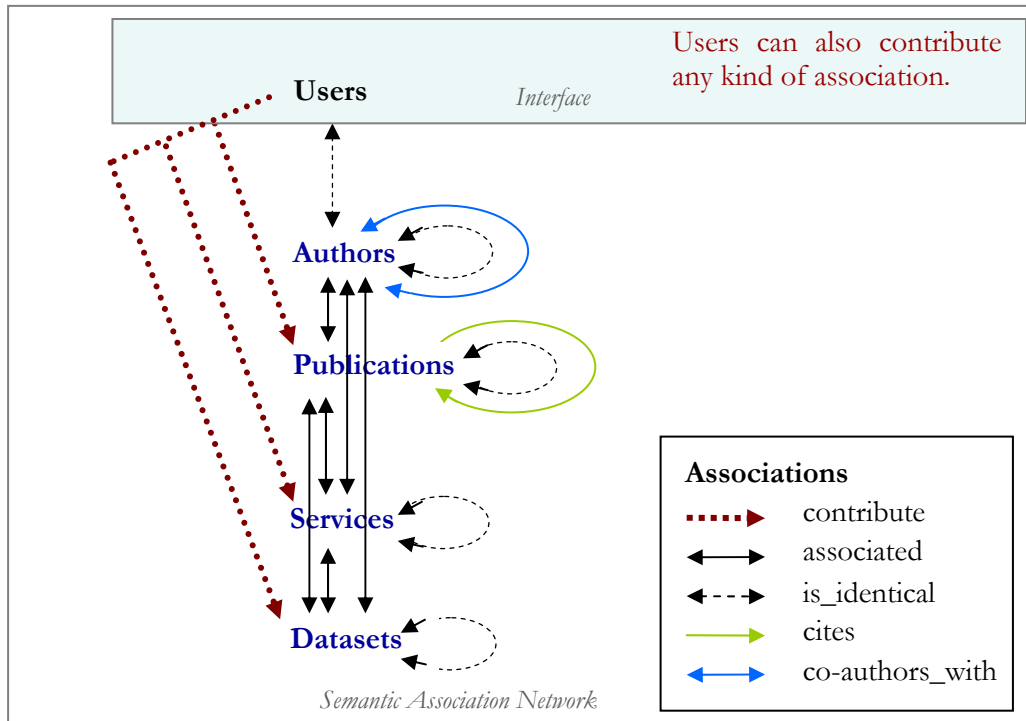 Users can also contribute
any kind of association.
Users
Interface
Authors
Publications
Services
Datasets
Semantic Association Network
Associations
contribute
associated
is_identical
cites
co-authors_with